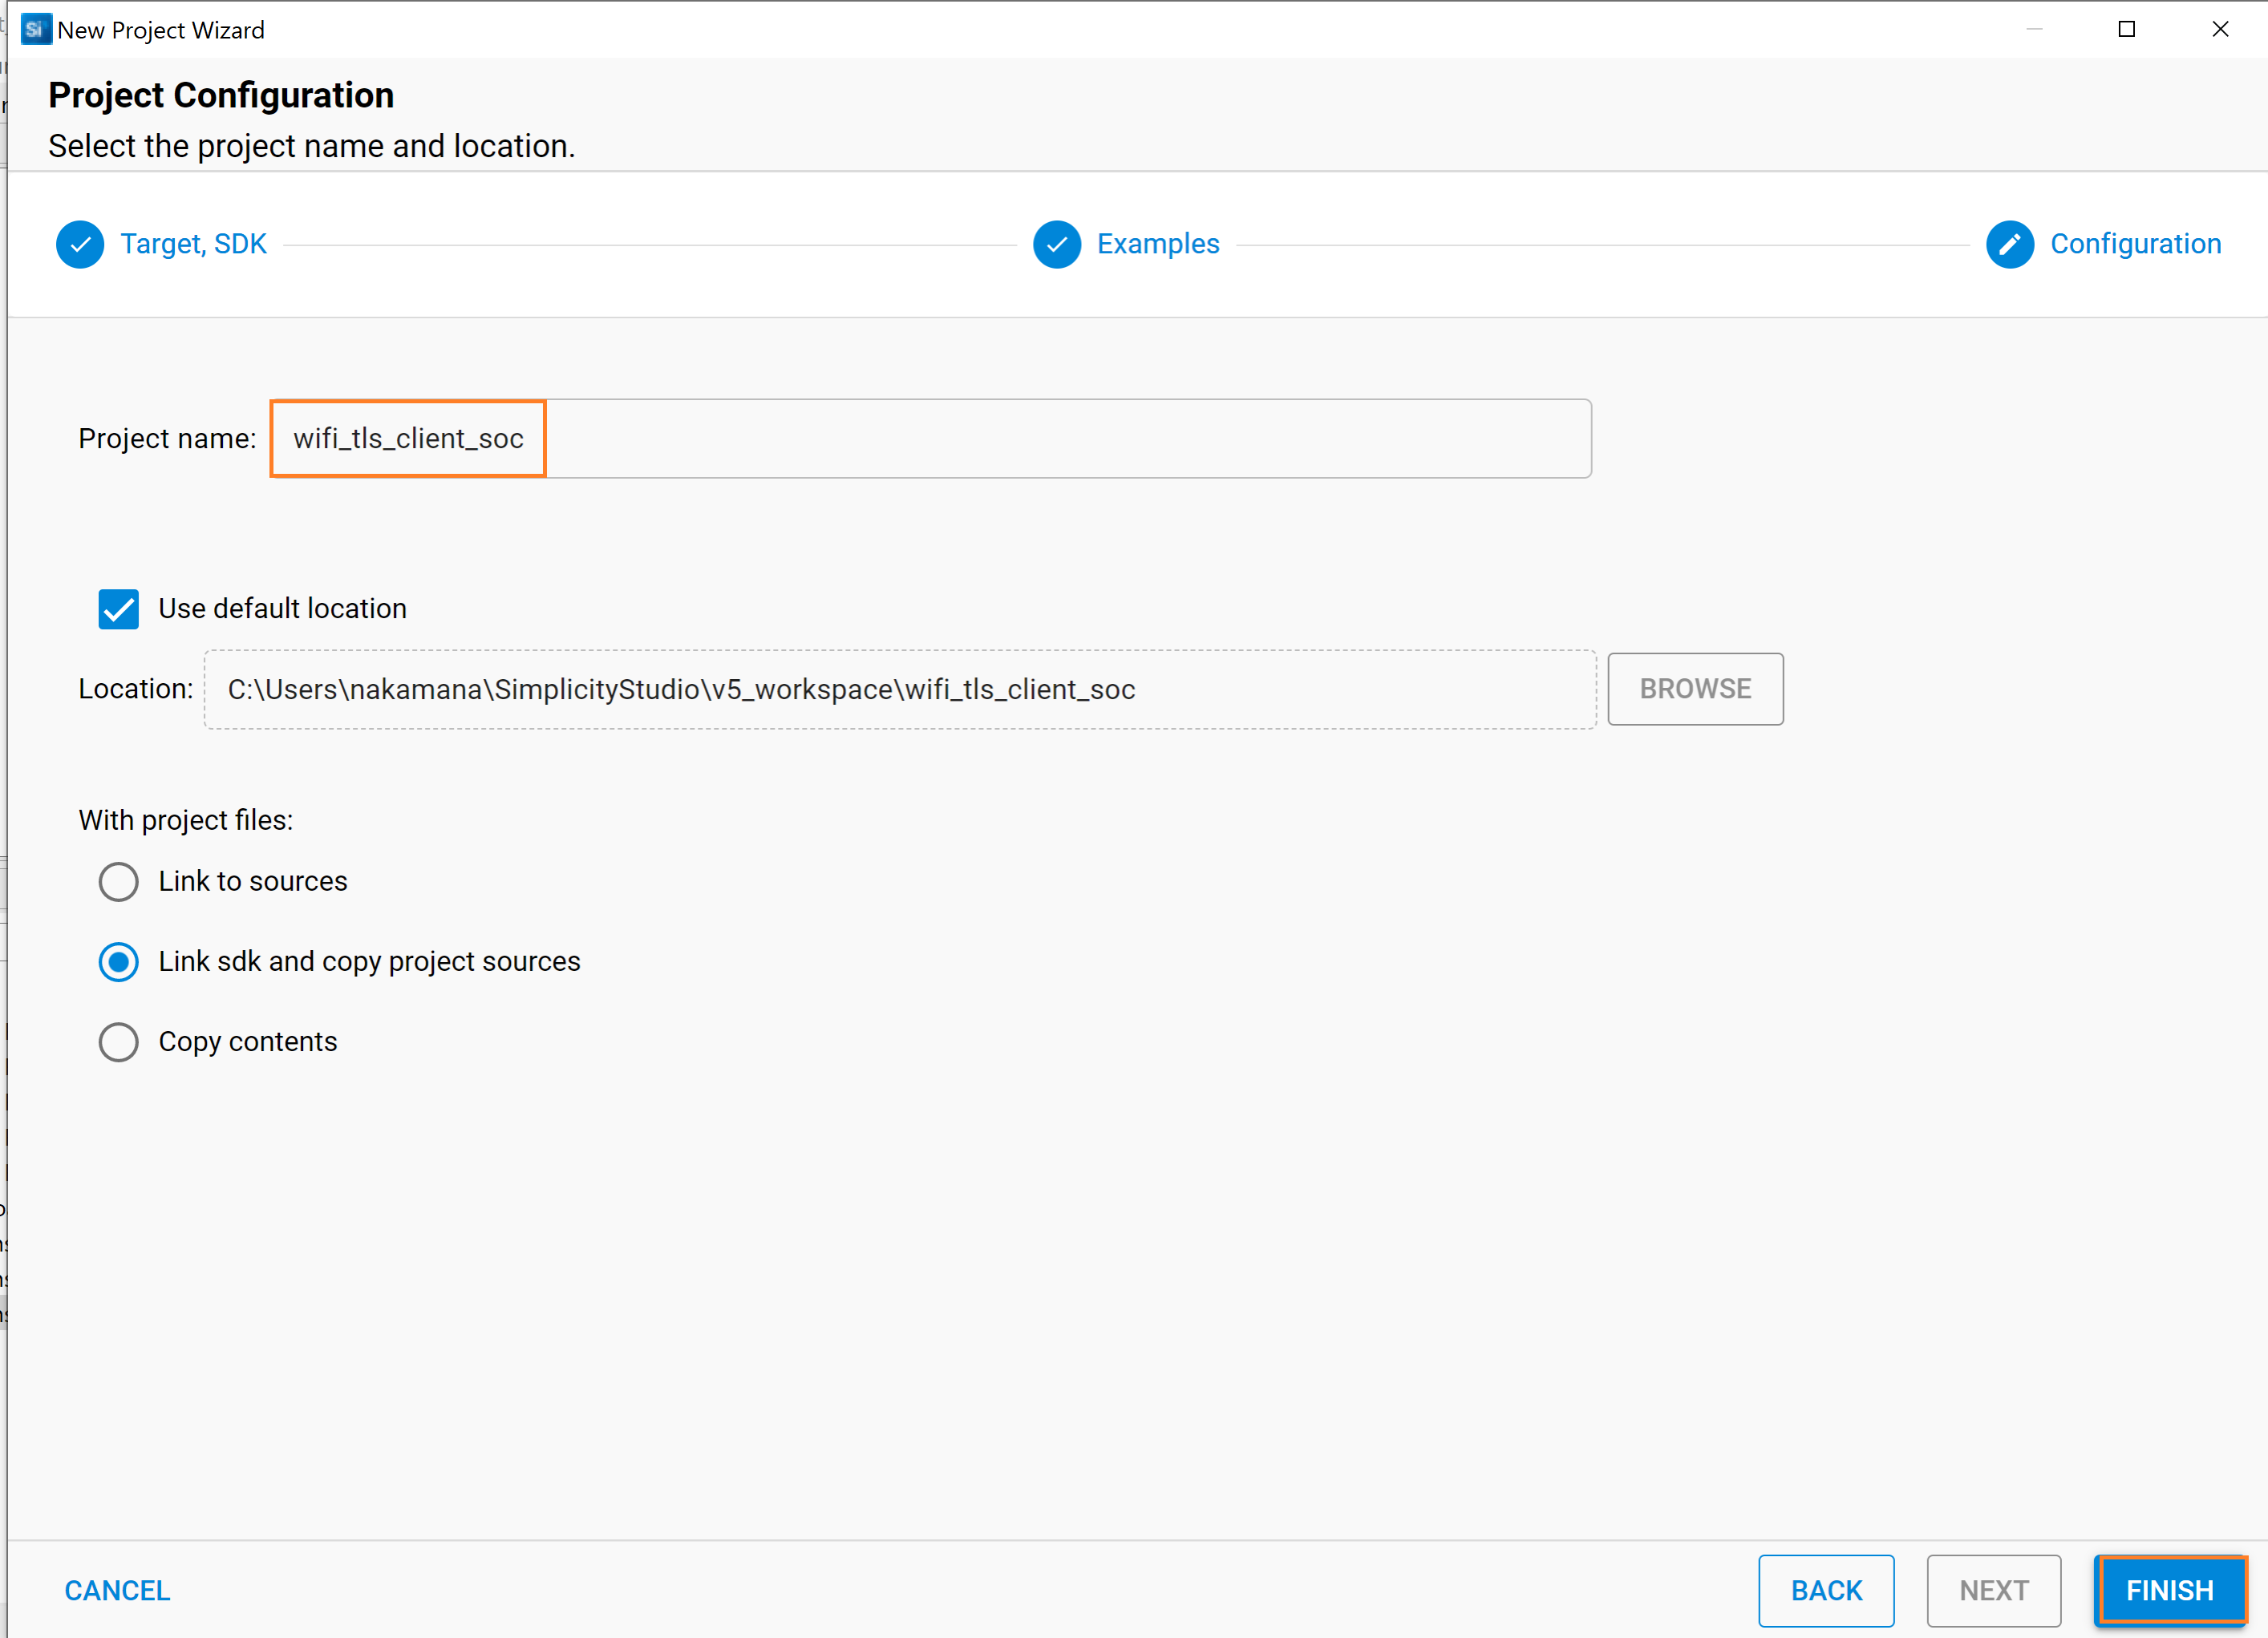 New Project Wizard
Project Configuration
Select the project name and location.
Target, SDK
Examples
Configuration
Project name: wifi_tls_client_soc
Use default location
Location: C:\Users\nakamana\SimplicityStudio\v5_workspace\wifi_tls_client_soc BROWSE
With project files:
Link to sources
Link sdk and copy project sources
Copy contents
CANCEL BACK NEXT FINISH